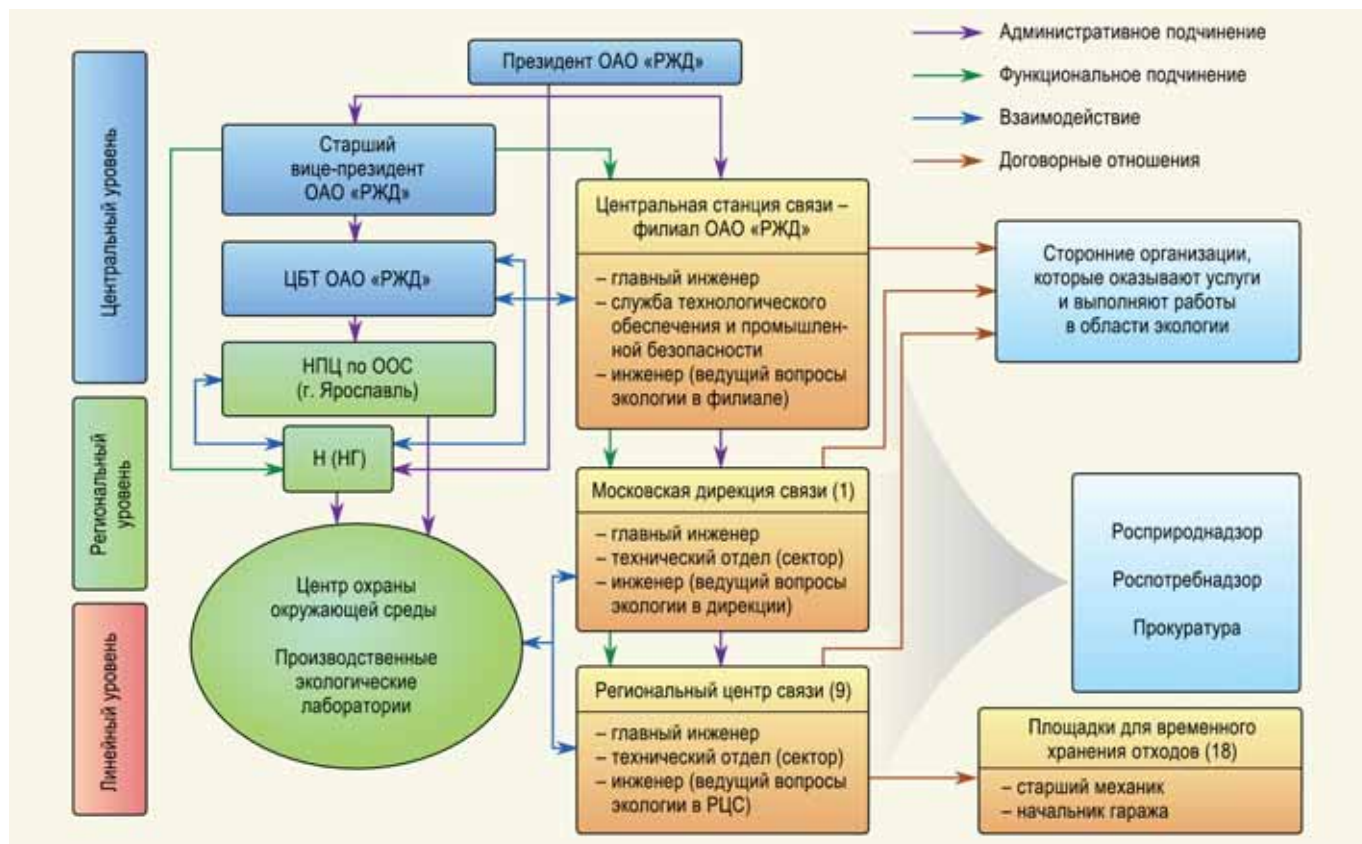 Президент ОАО «РЖД»
Административное подчинение
Функциональное подчинение
Взаимодействие
Договорные отношения
Центральный уровень
Региональный
уровень
Линейный уровень
Старший
вице-президент
ОАО «РЖД»
ЦБТ ОАО «РЖД»
НПЦ по ООС
(г. Ярославль)
Н (НГ)
Центр охраны
окружающей среды
Производственные
экологические
лаборатории
Центральная станция связи –
филиал ОАО «РЖД»
– главный инженер
– служба технологического
обеспечения и промышлен-
ной безопасности
– инженер (ведущий вопросы
экологии в филиале)
Московская дирекция связи (1)
– главный инженер
– технический отдел (сектор)
– инженер (ведущий вопросы
экологии в дирекции)
Региональный центр связи (9)
– главный инженер
– технический отдел (сектор)
– инженер (ведущий вопросы
экологии в РЦС)
Сторонние организации,
которые оказывают услуги
и выполняют работы
в области экологии
Росприроднадзор
Роспотребнадзор
Прокуратура
Площадки для временного
хранения отходов (18)
– старший механик
– начальник гаража